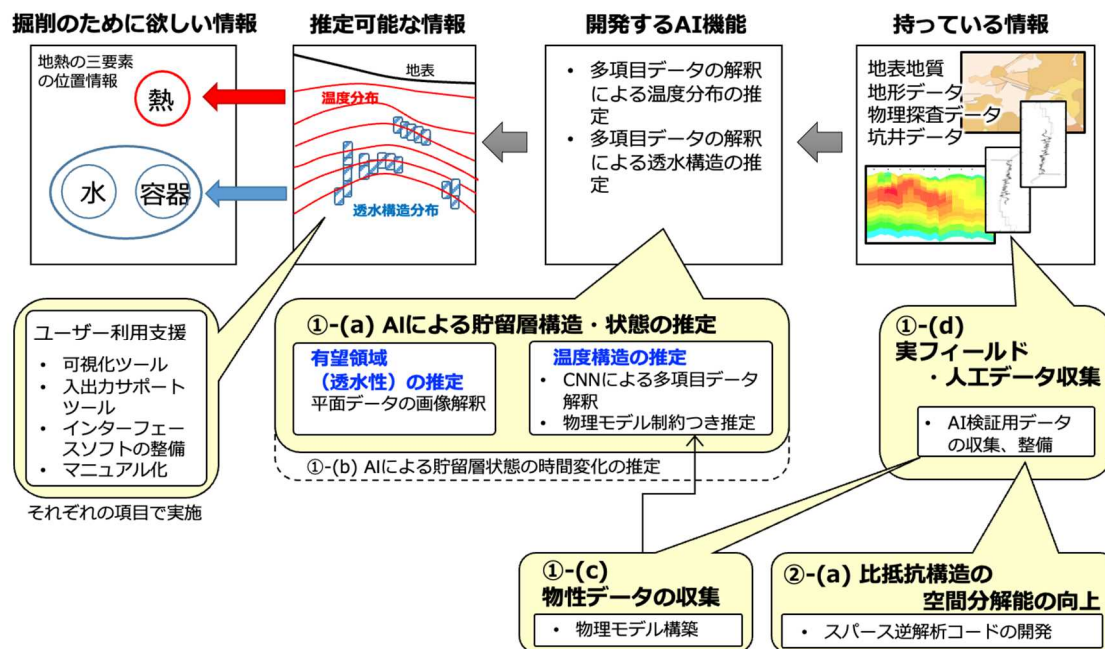 掘削のために欲しい情報
推定可能な情報
開発するAI機能
持っている情報
地熱の三要素
の位置情報
熱
水
容器
地表
温度分布
透水構造分布
• 多項目データの解釈
による温度分布の推
定
• 多項目データの解釈
による透水構造の推
定
地表地質
地形データ
物理探査データ
坑井データ
ユーザー利用支援
• 可視化ツール
• 入出力サポート
ツール
• インターフェー
スソフトの整備
• マニュアル化
それぞれの項目で実施
①-(a) AIによる貯留層構造・状態の推定
有望領域
（透水性）の推定
平面データの画像解釈
温度構造の推定
• CNNによる多項目データ
解釈
• 物理モデル制約つき推定
①-(b) AIによる貯留層状態の時間変化の推定
①-(d)
実フィールド
・人工データ収集
• AI検証用データ
の収集、整備
①-(c)
物性データの収集
• 物理モデル構築
②-(a) 比抵抗構造の
空間分解能の向上
• スパース逆解析コードの開発